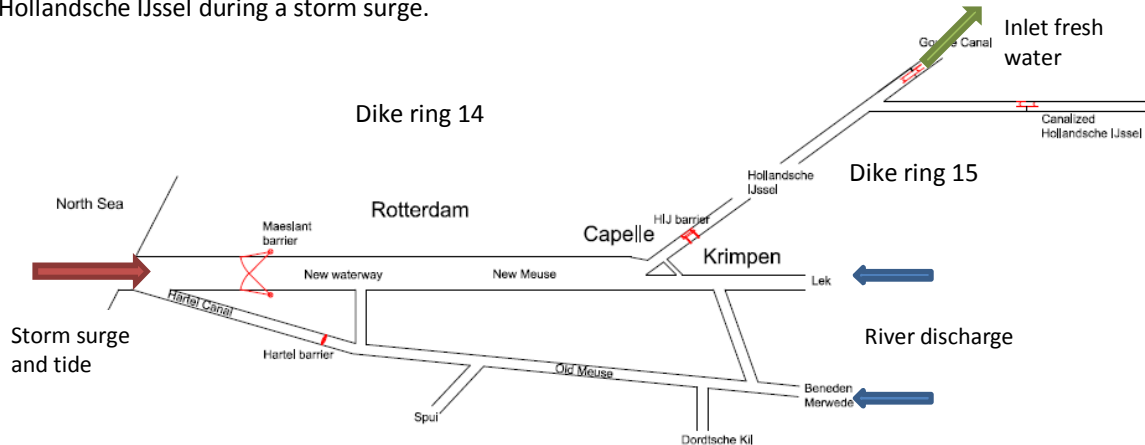 Hollandsche IJssel during a storm surge.
Inlet fresh
water
Canal
Dike ring 14
Canalized
Hollandsche IJssel
Hollandsche
IJssel
Dike ring 15
North Sea
Rotterdam
HIJ barrier
Maeslant
barrier
Capelle
Krimpen
New waterway
New Meuse
Lek
Hartel Canal
Storm surge
and tide
River discharge
Hartel barrier
Old Meuse
Beneden
Merwede
Spui
Dordtsche Kil